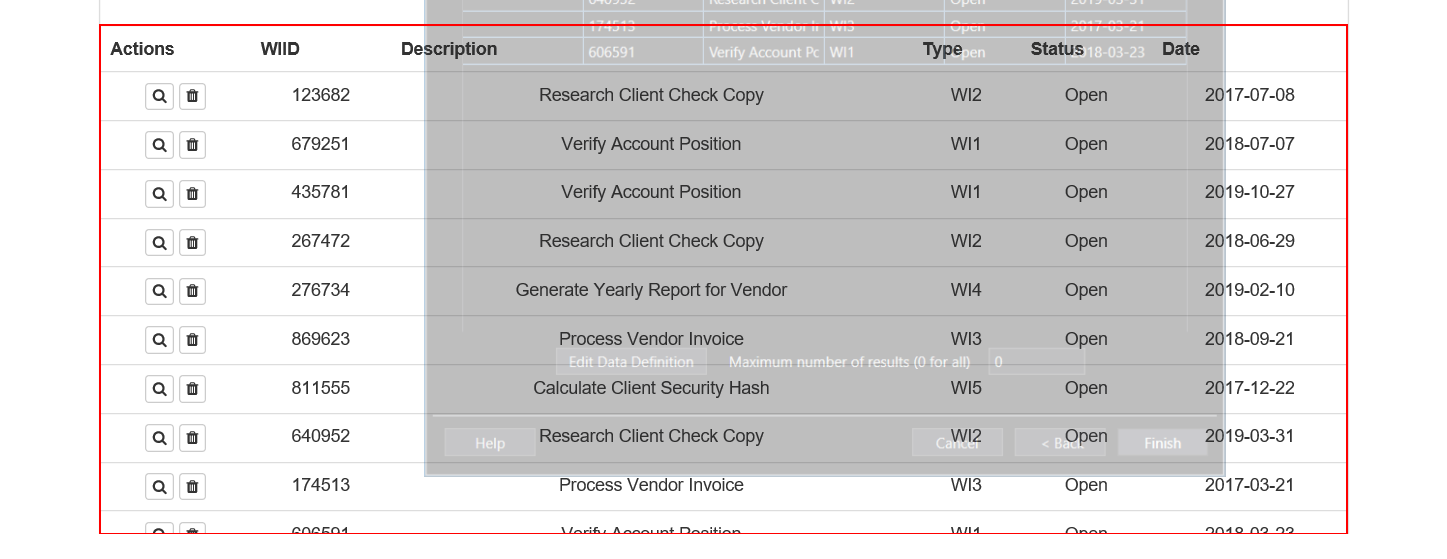 640952 Research Client C WI2 Open 2019-03-31
174513 Process Vendor I WI3 Open 2017-03-21
606591 Verify Account Po WI1 Open 2018-03-23
Actions WIID Description Type Status Date
123682 Research Client Check Copy WI2 Open 2017-07-08
679251 Verify Account Position WI1 Open 2018-07-07
435781 Verify Account Position WI1 Open 2019-10-27
267472 Research Client Check Copy WI2 Open 2018-06-29
276734 Generate Yearly Report for Vendor WI4 Open 2019-02-10
869623 Process Vendor Invoice WI3 Open 2018-09-21
Edit Data Definition Maximum number of results (0 for all) 0
811555 Calculate Client Security Hash WI5 Open 2017-12-22
640952 Research Client Check Copy WI2 Open 2019-03-31
Help Cancel < Back Finish
174513 Process Vendor Invoice WI3 Open 2017-03-21
606591 Verify Account Position WI1 Open 2018-03-23